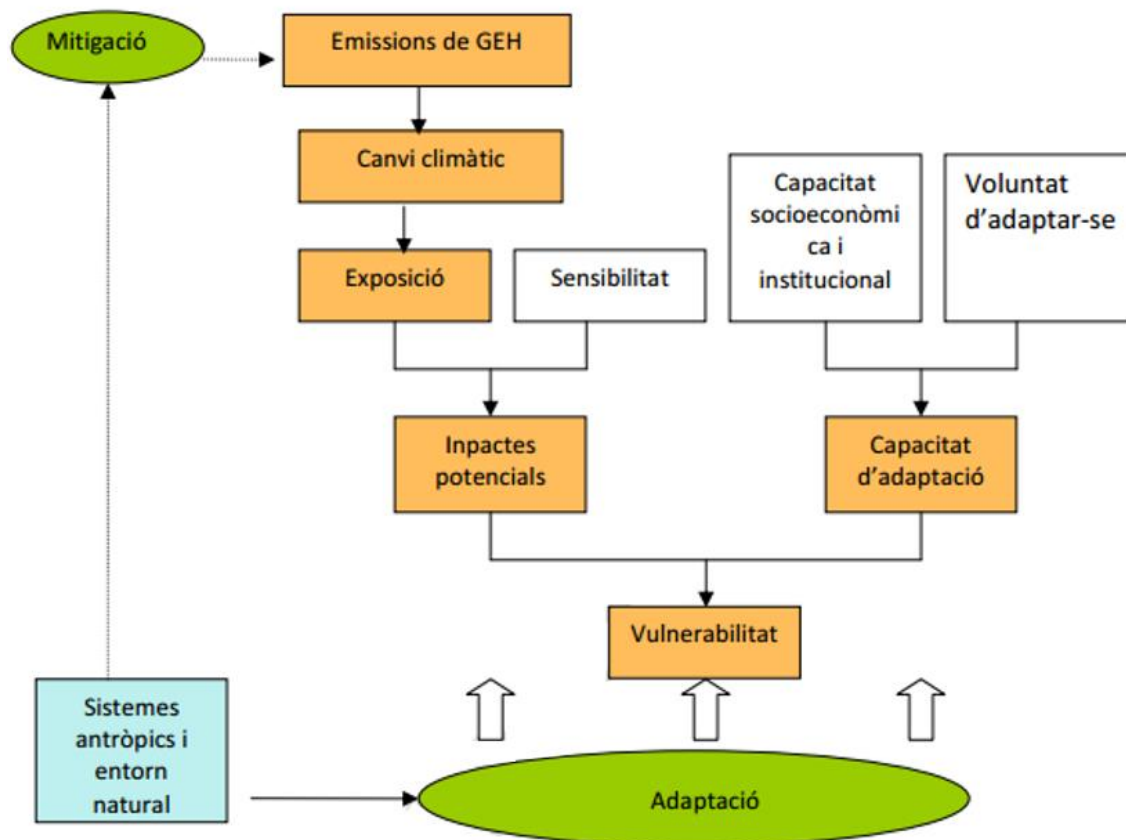 Mitigació
Emissions de GEH
Canvi climàtic
Exposició
Sensibilitat
Capacitat
socioeconòmi
ca i
institucional
Voluntat
d'adaptar-se
Inpactes
potencials
Capacitat
d'adaptació
Vulnerabilitat
Sistemes
antròpics i
entorn
natural
Adaptació